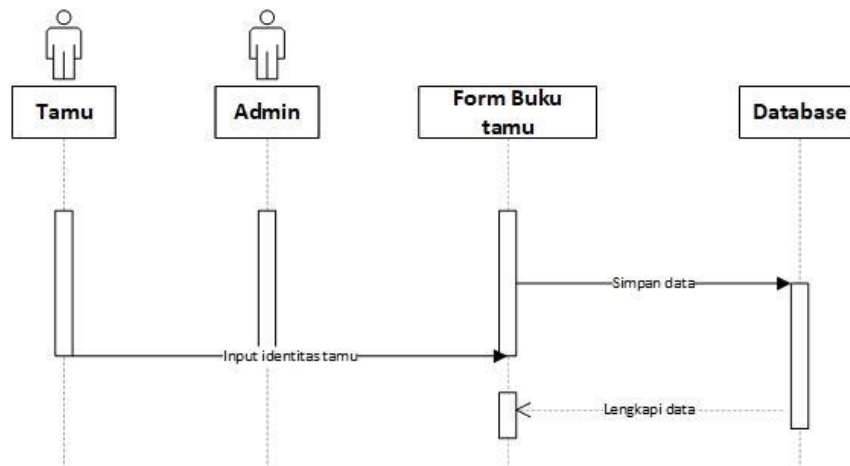 Tamu
Admin
Form Buku
tamu
Database
Simpan data
Input identitas tamu
Lengkapi data